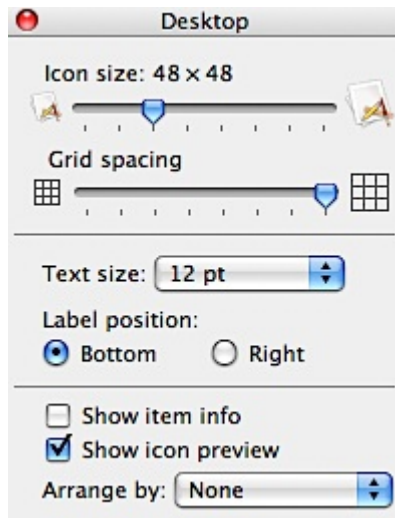 Desktop
Icon size: 48 × 48
Grid spacing
Text size: 12 pt
Label position:
Bottom Right
Show item info
Show icon preview
Arrange by: None